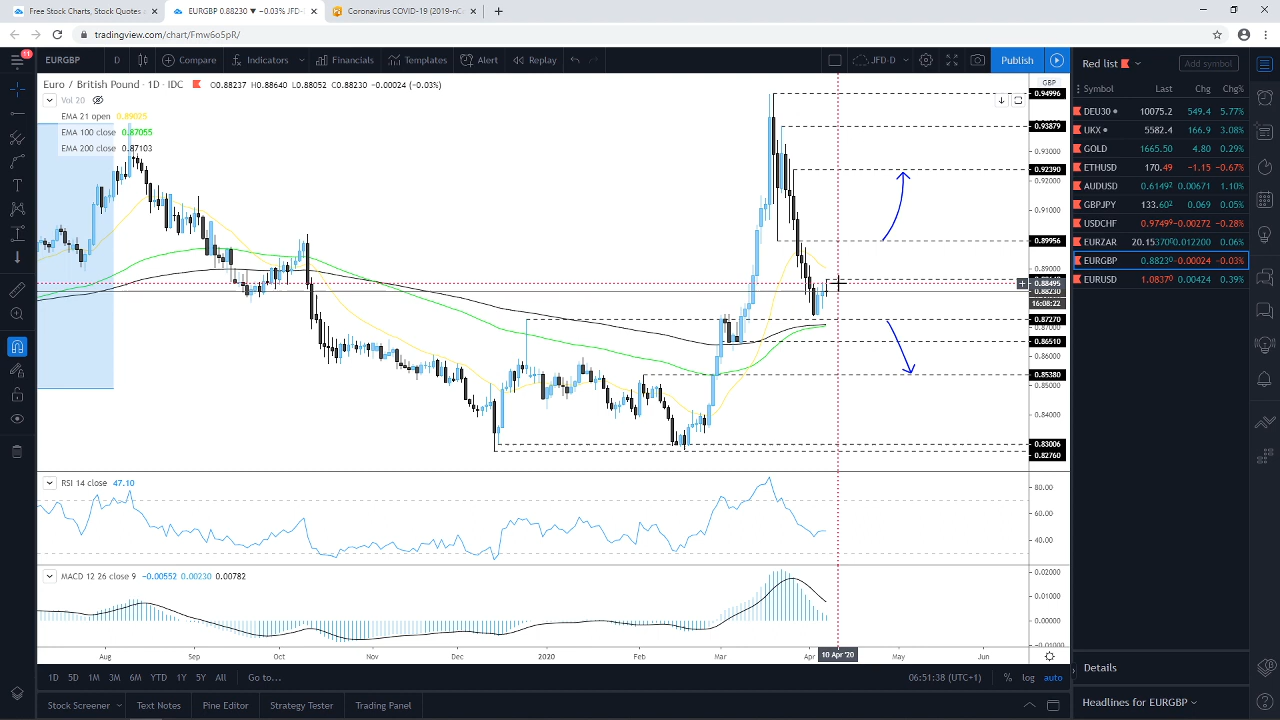 Free Stock Charts, Stock Quotes
EURGBP 0.88230 ▼ −0.03% JFD-
Coronavirus COVID-19 (2019-nC
tradingview.com/chart/Fmw6o5pR/
11
EURGBP D Compare Indicators Financials Templates Alert Replay JFD-D Publish
Red list Add symbol
Euro / British Pound · 1D · IDC O0.88237 H0.88640 L0.88052 C0.88230 −0.00024 (−0.03%)
Vol 20
EMA 21 open 0.89025
EMA 100 close 0.87055
EMA 200 close 0.87103
GBP
0.94996
0.93879
0.93000
0.92390
0.92000
0.91000
0.89956
0.89000
0.88495
0.88230
16:08:22
0.87270
0.87000
0.86510
0.86000
0.85380
0.85000
0.84000
0.83006
0.82760
Symbol Last Chg Chg%
DEU30 10075.2 549.4 5.77%
UKX 5582.4 166.9 3.08%
GOLD 1665.50 4.80 0.29%
ETHUSD 170.49 −1.15 −0.67%
AUDUSD 0.61492 0.00671 1.10%
GBPJPY 133.602 0.069 0.05%
USDCHF 0.97499 −0.00272 −0.28%
EURZAR 20.153700 0.012200 0.06%
EURGBP 0.88230 −0.00024 −0.03%
EURUSD 1.08370 0.00424 0.39%
RSI 14 close 47.10
80.00
60.00
40.00
MACD 12 26 close 9 −0.00552 0.00230 0.00782
0.02000
0.01000
0.00000
−0.01000
Aug Sep Oct Nov Dec 2020 Feb Mar Apr 10 Apr '20 May Jun
1D 5D 1M 3M 6M YTD 1Y 5Y All Go to... 06:51:38 (UTC+1) % log auto
Details
Stock Screener Text Notes Pine Editor Strategy Tester Trading Panel
Headlines for EURGBP